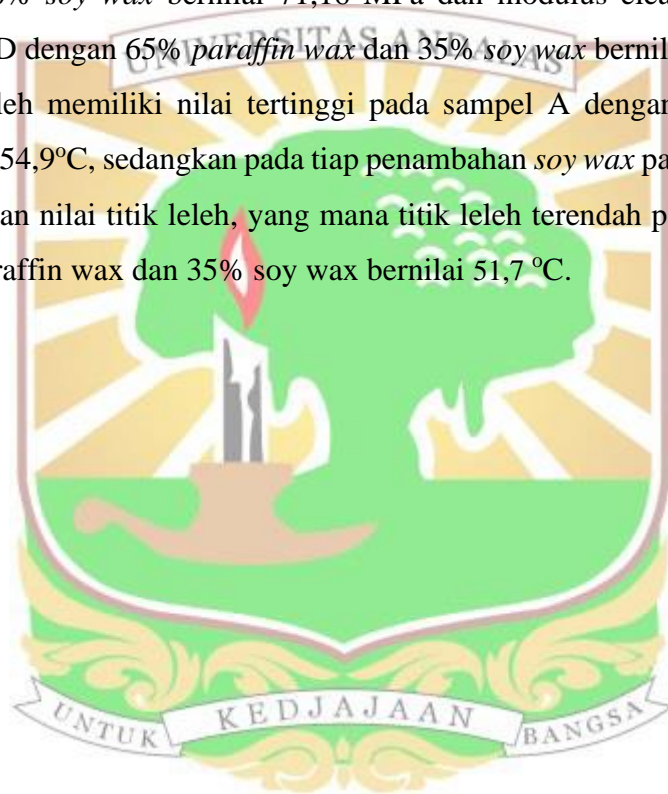 soy wax bernilai 71,16 MPa dan modulus
D dengan 65% paraffin wax dan 35% soy wax bernil
leh memiliki nilai tertinggi pada sampel A dengan
54,9°C, sedangkan pada tiap penambahan soy wax pa
an nilai titik leleh, yang mana titik leleh terendah p
raffin wax dan 35% soy wax bernilai 51,7 °C.
UNIVERSITAS ANDALAS
UNTUK KEDJAJAAN BANGSA